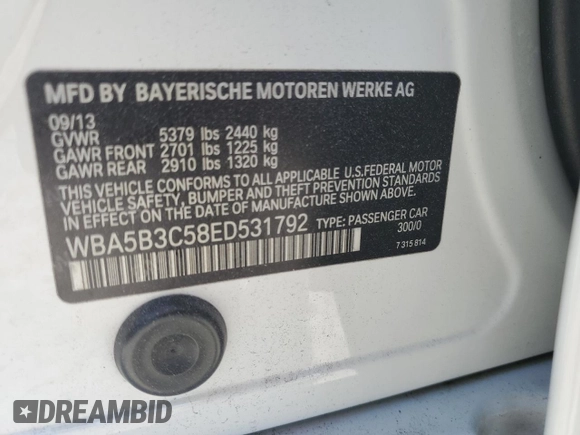 MFD BY BAYERISCHE MOTOREN WERKE AG
09/13
GVWR 5379 lbs 2440 kg
GAWR FRONT 2701 lbs 1225 kg
GAWR REAR 2910 lbs 1320 kg
THIS VEHICLE CONFORMS TO ALL APPLICABLE U.S.FEDERAL MOTOR
VEHICLE SAFETY, BUMPER AND THEFT PREVENTION STANDARDS
IN EFFECT ON THE DATE OF MANUFACTURE SHOWN ABOVE.
WBA5B3C58ED531792 TYPE: PASSENGER CAR
300/0
7 315 814
DREAMBID